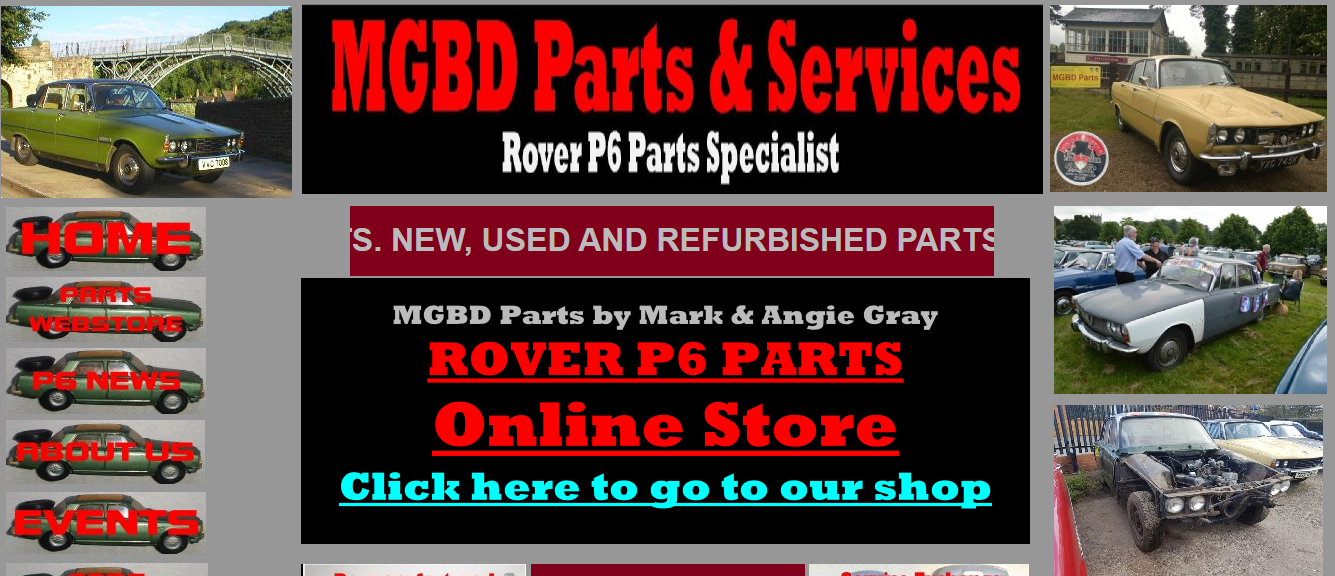 MGBD Parts & Services
Rover P6 Parts Specialist
MGBD Parts
S. NEW, USED AND REFURBISHED PARTS
HOME
PARTS
WEBSTORE
P6 NEWS
ABOUT US
EVENTS
MGBD Parts by Mark & Angie Gray
ROVER P6 PARTS
Online Store
Click here to go to our shop